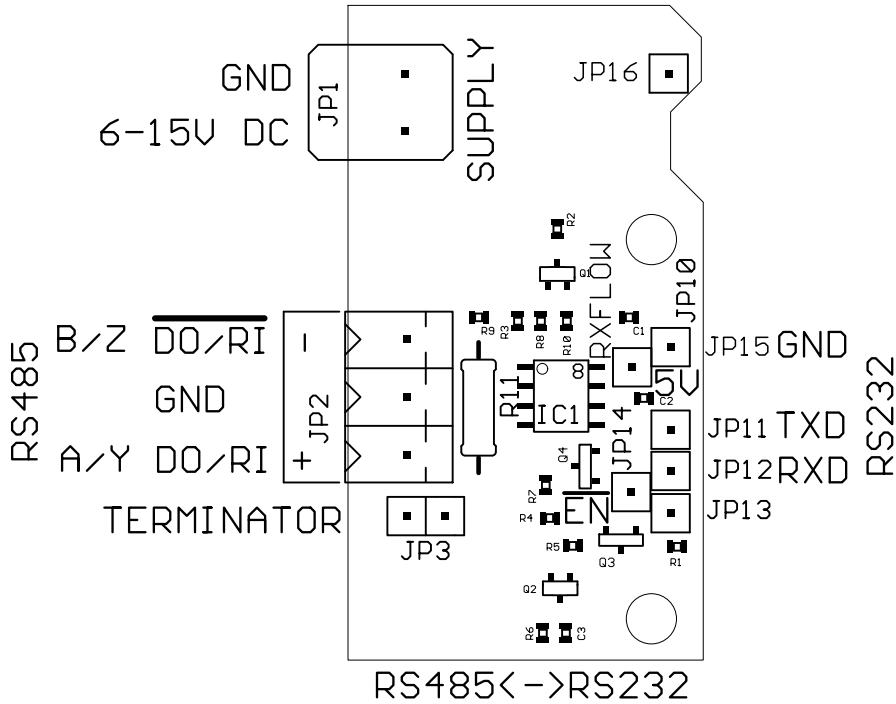 GND
6-15V DC
JP1
SUPPLY
JP16
R2
Q1
RXFLOW
JP10
R9
R3
R8
R10
C1
RS485
B/Z DO/RI
GND
A/Y DO/RI
-
+
JP2
R11
8
IC1
5V
C2
JP15 GND
JP11 TXD
JP12 RXD
JP13
RS232
JP14
Q4
R7
EN
R4
R5
Q3
R1
TERMINATOR
JP3
Q2
R6
C3
RS485<->RS232